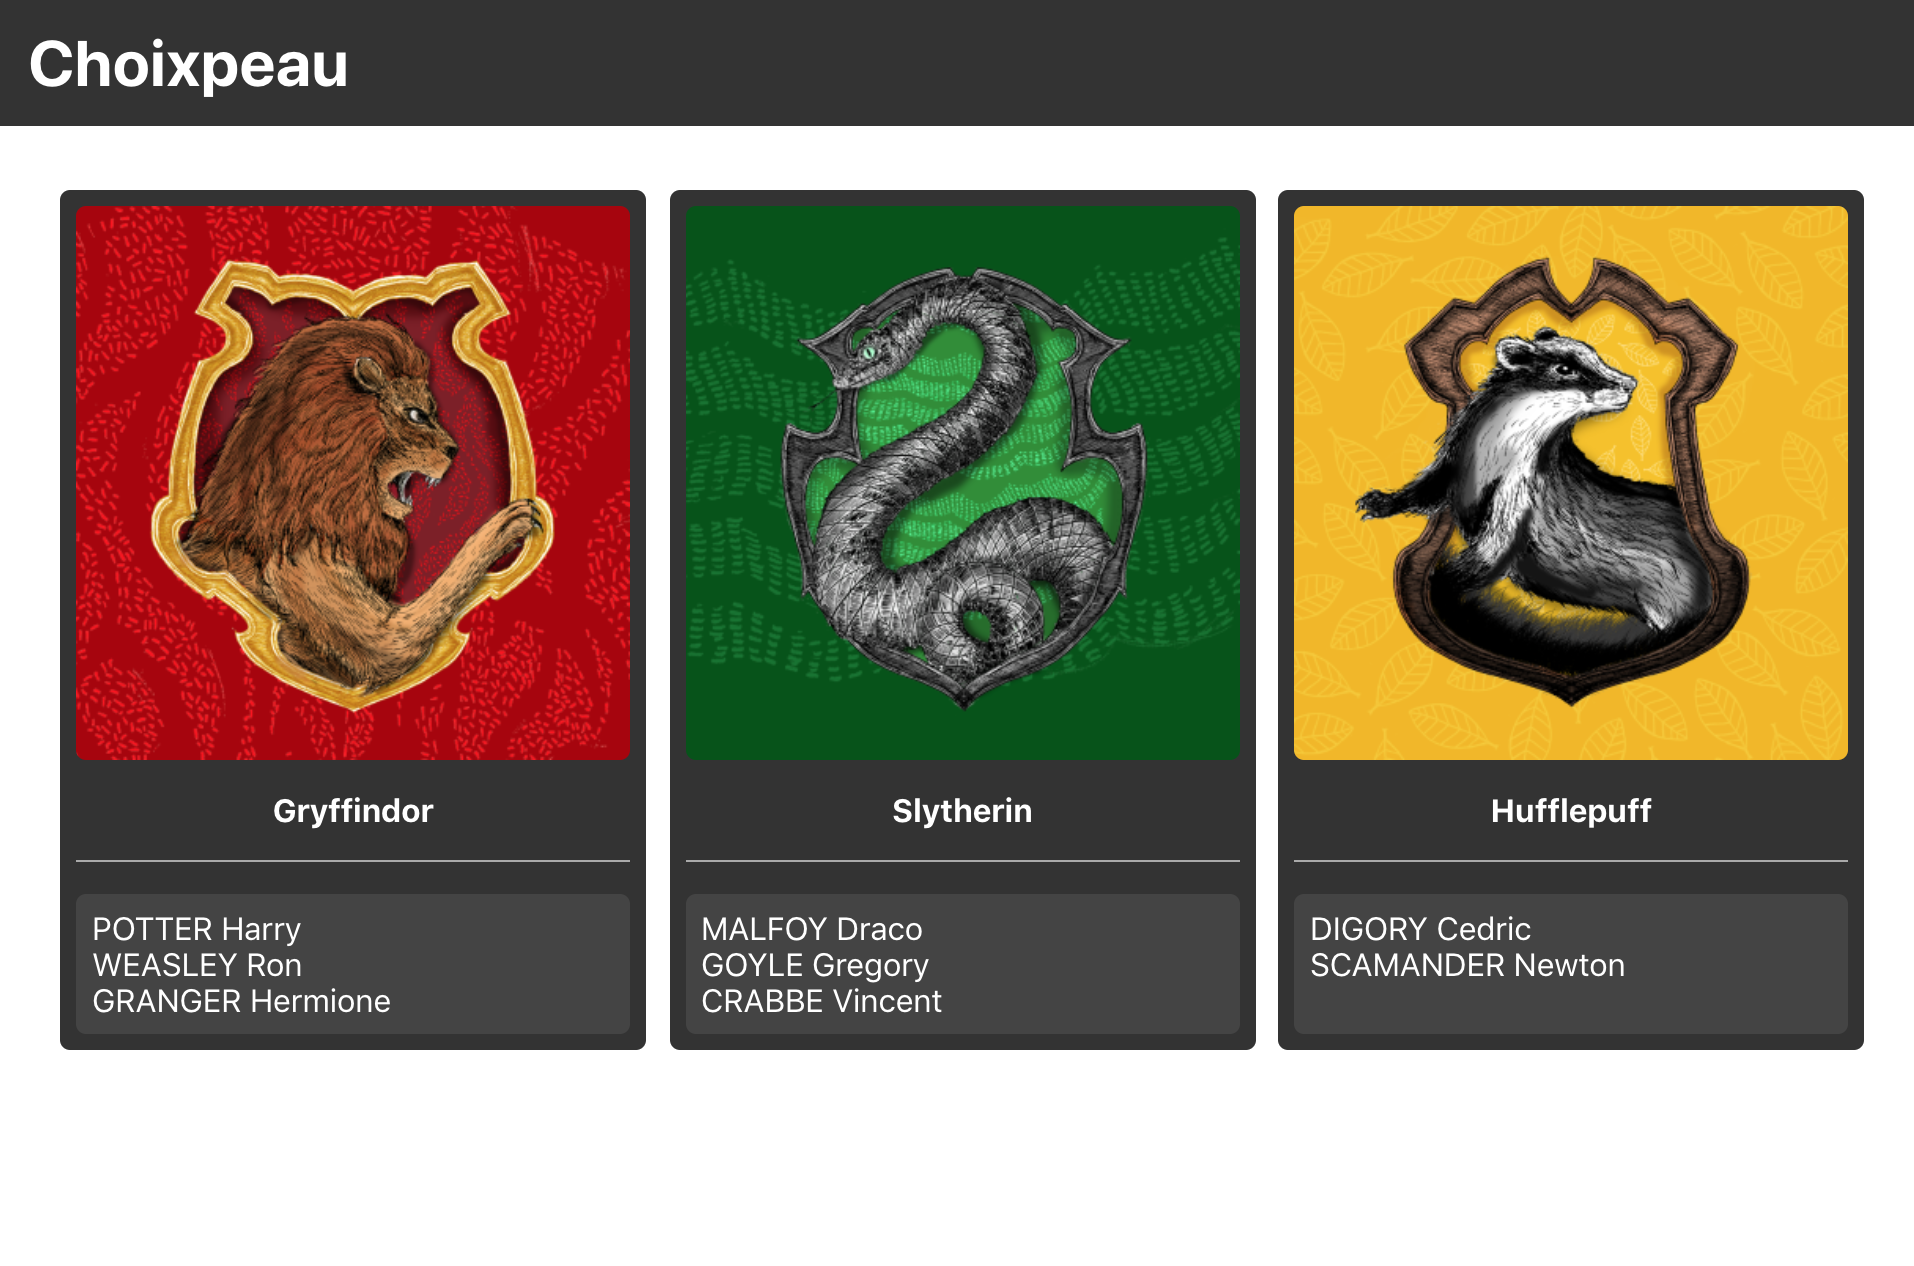 Choixpeau
Gryffindor
POTTER Harry
WEASLEY Ron
GRANGER Hermione
Slytherin
MALFOY Draco
GOYLE Gregory
CRABBE Vincent
Hufflepuff
DIGORY Cedric
SCAMANDER Newton